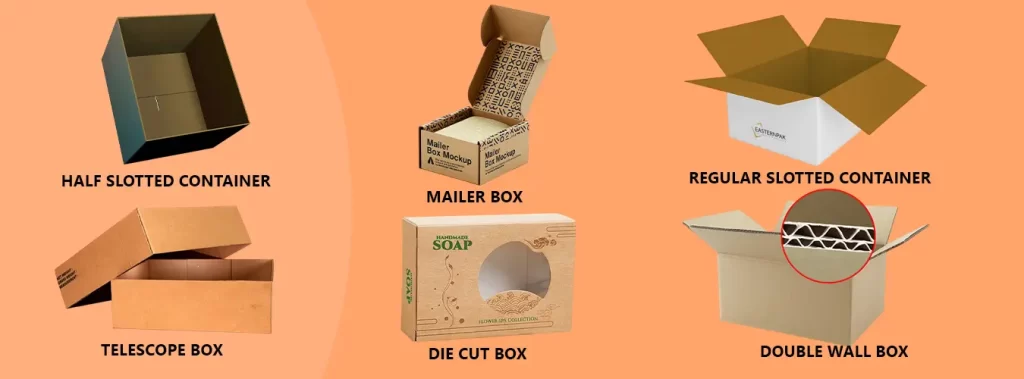 HALF SLOTTED CONTAINER
Mailer
Box Mockup
Mailer
Box Mockup
MAILER BOX
EASTERNPAK
REGULAR SLOTTED CONTAINER
TELESCOPE BOX
HANDMADE
SOAP
SOAP
DIE CUT BOX
DOUBLE WALL BOX